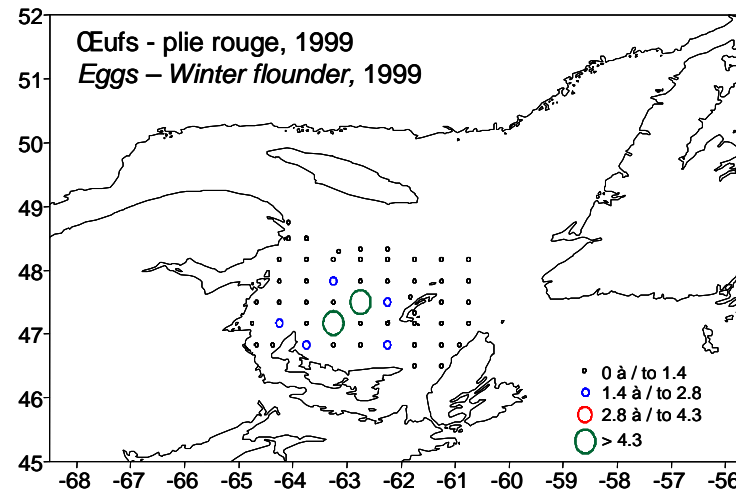 Œufs - plie rouge, 1999
Eggs – Winter flounder, 1999
52
51
50
49
48
47
46
45
0 à / to 1.4
1.4 à / to 2.8
2.8 à / to 4.3
> 4.3
-68 -67 -66 -65 -64 -63 -62 -61 -60 -59 -58 -57 -56